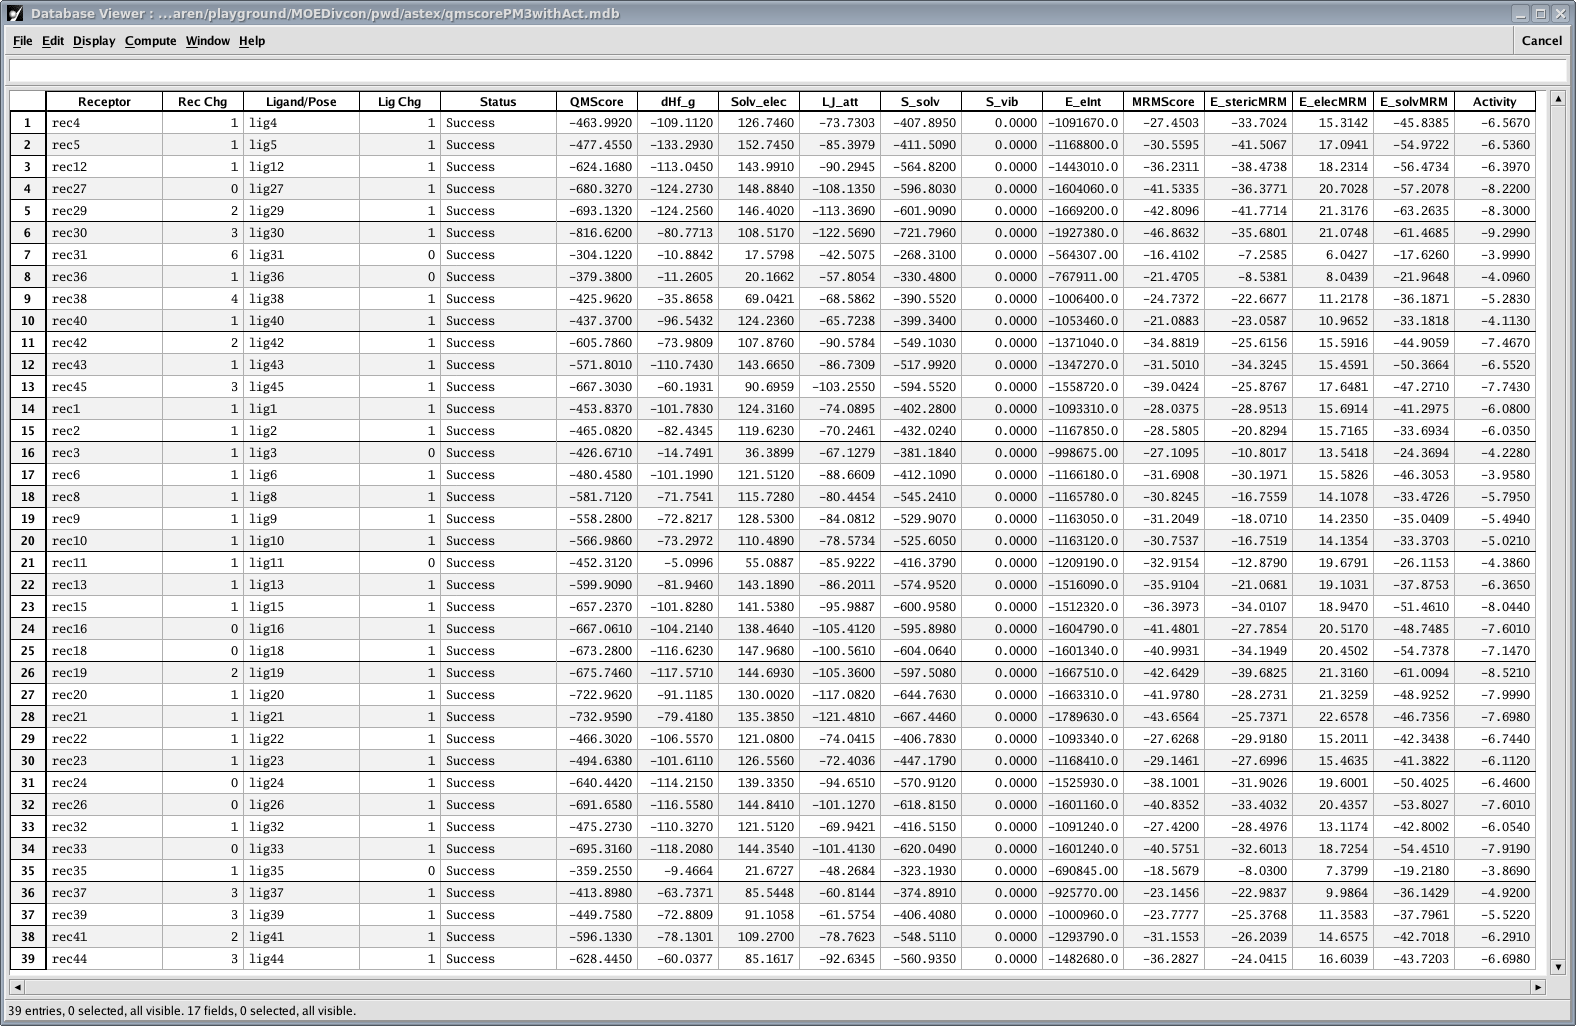 Database Viewer : ...aren/playground/MOEDivcon/pwd/astex/qmscorePM3withAct.mdb
File Edit Display Compute Window Help Cancel
Receptor Rec Chg Ligand/Pose Lig Chg Status QMScore dHf_g Solv_elec LJ_att S_solv S_vib E_eInt MRMScore E_stericMRM E_elecMRM E_solvMRM Activity
1 rec4 1 lig4 1 Success -463.9920 -109.1120 126.7460 -73.7303 -407.8950 0.0000 -1091670.0 -27.4503 -33.7024 15.3142 -45.8385 -6.5670
2 rec5 1 lig5 1 Success -477.4550 -133.2930 152.7450 -85.3979 -411.5090 0.0000 -1168800.0 -30.5595 -41.5067 17.0941 -54.9722 -6.5360
3 rec12 1 lig12 1 Success -624.1680 -113.0450 143.9910 -90.2945 -564.8200 0.0000 -1443010.0 -36.2311 -38.4738 18.2314 -56.4734 -6.3970
4 rec27 0 lig27 1 Success -680.3270 -124.2730 148.8840 -108.1350 -596.8030 0.0000 -1604060.0 -41.5335 -36.3771 20.7028 -57.2078 -8.2200
5 rec29 2 lig29 1 Success -693.1320 -124.2560 146.4020 -113.3690 -601.9090 0.0000 -1669200.0 -42.8096 -41.7714 21.3176 -63.2635 -8.3000
6 rec30 3 lig30 1 Success -816.6200 -80.7713 108.5170 -122.5690 -721.7960 0.0000 -1927380.0 -46.8632 -35.6801 21.0748 -61.4685 -9.2990
7 rec31 6 lig31 0 Success -304.1220 -10.8842 17.5798 -42.5075 -268.3100 0.0000 -564307.00 -16.4102 -7.2585 6.0427 -17.6260 -3.9990
8 rec36 1 lig36 0 Success -379.3800 -11.2605 20.1662 -57.8054 -330.4800 0.0000 -767911.00 -21.4705 -8.5381 8.0439 -21.9648 -4.0960
9 rec38 4 lig38 1 Success -425.9620 -35.8658 69.0421 -68.5862 -390.5520 0.0000 -1006400.0 -24.7372 -22.6677 11.2178 -36.1871 -5.2830
10 rec40 1 lig40 1 Success -437.3700 -96.5432 124.2360 -65.7238 -399.3400 0.0000 -1053460.0 -21.0883 -23.0587 10.9652 -33.1818 -4.1130
11 rec42 2 lig42 1 Success -605.7860 -73.9809 107.8760 -90.5784 -549.1030 0.0000 -1371040.0 -34.8819 -25.6156 15.5916 -44.9059 -7.4670
12 rec43 1 lig43 1 Success -571.8010 -110.7430 143.6650 -86.7309 -517.9920 0.0000 -1347270.0 -31.5010 -34.3245 15.4591 -50.3664 -6.5520
13 rec45 3 lig45 1 Success -667.3030 -60.1931 90.6959 -103.2550 -594.5520 0.0000 -1558720.0 -39.0424 -25.8767 17.6481 -47.2710 -7.7430
14 rec1 1 lig1 1 Success -453.8370 -101.7830 124.3160 -74.0895 -402.2800 0.0000 -1093310.0 -28.0375 -28.9513 15.6914 -41.2975 -6.0800
15 rec2 1 lig2 1 Success -465.0820 -82.4345 119.6230 -70.2461 -432.0240 0.0000 -1167850.0 -28.5805 -20.8294 15.7165 -33.6934 -6.0350
16 rec3 1 lig3 0 Success -426.6710 -14.7491 36.3899 -67.1279 -381.1840 0.0000 -998675.00 -27.1095 -10.8017 13.5418 -24.3694 -4.2280
17 rec6 1 lig6 1 Success -480.4580 -101.1990 121.5120 -88.6609 -412.1090 0.0000 -1166180.0 -31.6908 -30.1971 15.5826 -46.3053 -3.9580
18 rec8 1 lig8 1 Success -581.7120 -71.7541 115.7280 -80.4454 -545.2410 0.0000 -1165780.0 -30.8245 -16.7559 14.1078 -33.4726 -5.7950
19 rec9 1 lig9 1 Success -558.2800 -72.8217 128.5300 -84.0812 -529.9070 0.0000 -1163050.0 -31.2049 -18.0710 14.2350 -35.0409 -5.4940
20 rec10 1 lig10 1 Success -566.9860 -73.2972 110.4890 -78.5734 -525.6050 0.0000 -1163120.0 -30.7537 -16.7519 14.1354 -33.3703 -5.0210
21 rec11 1 lig11 0 Success -452.3120 -5.0996 55.0887 -85.9222 -416.3790 0.0000 -1209190.0 -32.9154 -12.8790 19.6791 -26.1153 -4.3860
22 rec13 1 lig13 1 Success -599.9090 -81.9460 143.1890 -86.2011 -574.9520 0.0000 -1516090.0 -35.9104 -21.0681 19.1031 -37.8753 -6.3650
23 rec15 1 lig15 1 Success -657.2370 -101.8280 141.5380 -95.9887 -600.9580 0.0000 -1512320.0 -36.3973 -34.0107 18.9470 -51.4610 -8.0440
24 rec16 0 lig16 1 Success -667.0610 -104.2140 138.4640 -105.4120 -595.8980 0.0000 -1604790.0 -41.4801 -27.7854 20.5170 -48.7485 -7.6010
25 rec18 0 lig18 1 Success -673.2800 -116.6230 147.9680 -100.5610 -604.0640 0.0000 -1601340.0 -40.9931 -34.1949 20.4502 -54.7378 -7.1470
26 rec19 2 lig19 1 Success -675.7460 -117.5710 144.6930 -105.3600 -597.5080 0.0000 -1667510.0 -42.6429 -39.6825 21.3160 -61.0094 -8.5210
27 rec20 1 lig20 1 Success -722.9620 -91.1185 130.0020 -117.0820 -644.7630 0.0000 -1663310.0 -41.9780 -28.2731 21.3259 -48.9252 -7.9990
28 rec21 1 lig21 1 Success -732.9590 -79.4180 135.3850 -121.4810 -667.4460 0.0000 -1789630.0 -43.6564 -25.7371 22.6578 -46.7356 -7.6980
29 rec22 1 lig22 1 Success -466.3020 -106.5570 121.0800 -74.0415 -406.7830 0.0000 -1093340.0 -27.6268 -29.9180 15.2011 -42.3438 -6.7440
30 rec23 1 lig23 1 Success -494.6380 -101.6110 126.5560 -72.4036 -447.1790 0.0000 -1168410.0 -29.1461 -27.6996 15.4635 -41.3822 -6.1120
31 rec24 0 lig24 1 Success -640.4420 -114.2150 139.3350 -94.6510 -570.9120 0.0000 -1525930.0 -38.1001 -31.9026 19.6001 -50.4025 -6.4600
32 rec26 0 lig26 1 Success -691.6580 -116.5580 144.8410 -101.1270 -618.8150 0.0000 -1601160.0 -40.8352 -33.4032 20.4357 -53.8027 -7.6010
33 rec32 1 lig32 1 Success -475.2730 -110.3270 121.5120 -69.9421 -416.5150 0.0000 -1091240.0 -27.4200 -28.4976 13.1174 -42.8002 -6.0540
34 rec33 0 lig33 1 Success -695.3160 -118.2080 144.3540 -101.4130 -620.0490 0.0000 -1601240.0 -40.5751 -32.6013 18.7254 -54.4510 -7.9190
35 rec35 1 lig35 0 Success -359.2550 -9.4664 21.6727 -48.2684 -323.1930 0.0000 -690845.00 -18.5679 -8.0300 7.3799 -19.2180 -3.8690
36 rec37 3 lig37 1 Success -413.8980 -63.7371 85.5448 -60.8144 -374.8910 0.0000 -925770.00 -23.1456 -22.9837 9.9864 -36.1429 -4.9200
37 rec39 3 lig39 1 Success -449.7580 -72.8809 91.1058 -61.5754 -406.4080 0.0000 -1000960.0 -23.7777 -25.3768 11.3583 -37.7961 -5.5220
38 rec41 2 lig41 1 Success -596.1330 -78.1301 109.2700 -78.7623 -548.5110 0.0000 -1293790.0 -31.1553 -26.2039 14.6575 -42.7018 -6.2910
39 rec44 3 lig44 1 Success -628.4450 -60.0377 85.1617 -92.6345 -560.9350 0.0000 -1482680.0 -36.2827 -24.0415 16.6039 -43.7203 -6.6980
39 entries, 0 selected, all visible. 17 fields, 0 selected, all visible.